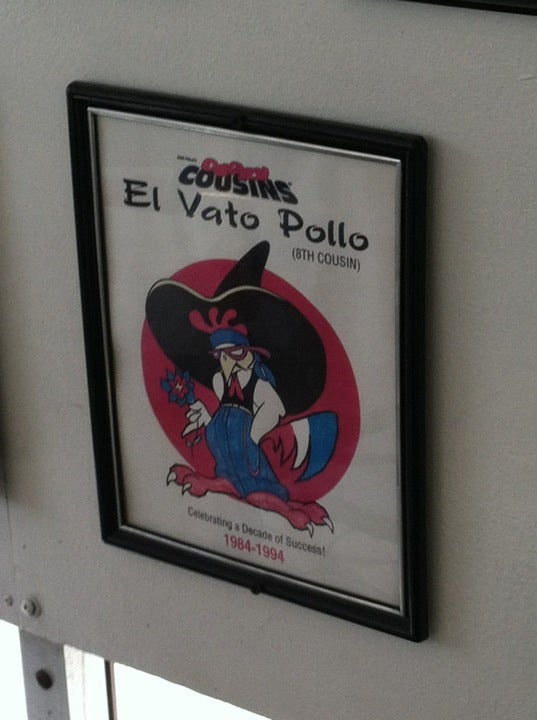 COUSINS
El Vato Pollo
(8TH COUSIN)
Celebrating a Decade of Success!
1984-1994